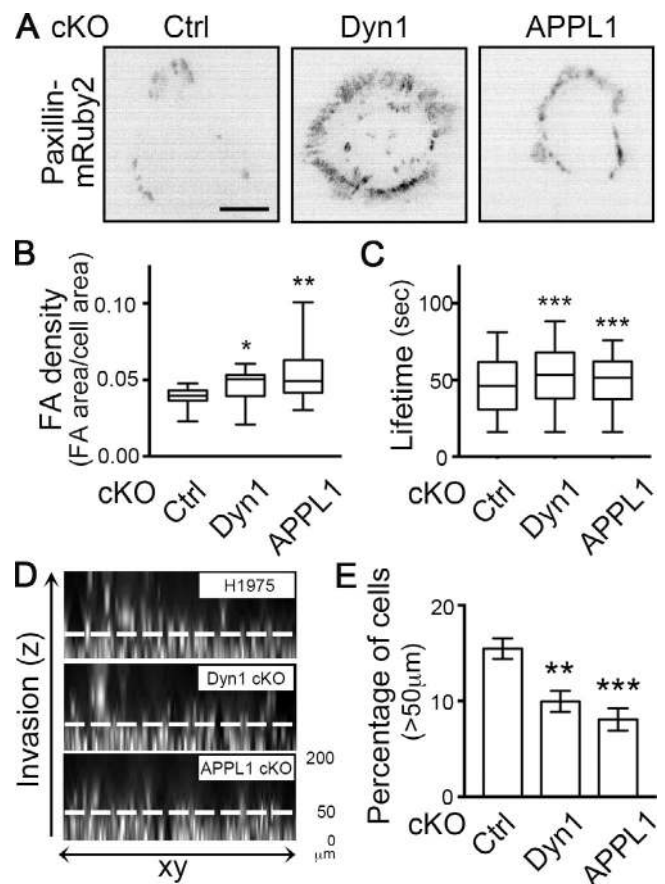 A cKO Ctrl Dyn1 APPL1
Paxillin-
mRuby2
B
FA density
(FA area/cell area)
0.10
0.05
0.00
* **
cKO Ctrl Dyn1 APPL1
C
Lifetime (sec)
100
50
0
*** ***
cKO Ctrl Dyn1 APPL1
D
Invasion (z)
H1975
Dyn1 cKO
APPL1 cKO
200
50
0
μm
xy
E
Percentage of cells
(>50μm)
20
10
0
** ***
cKO Ctrl Dyn1 APPL1